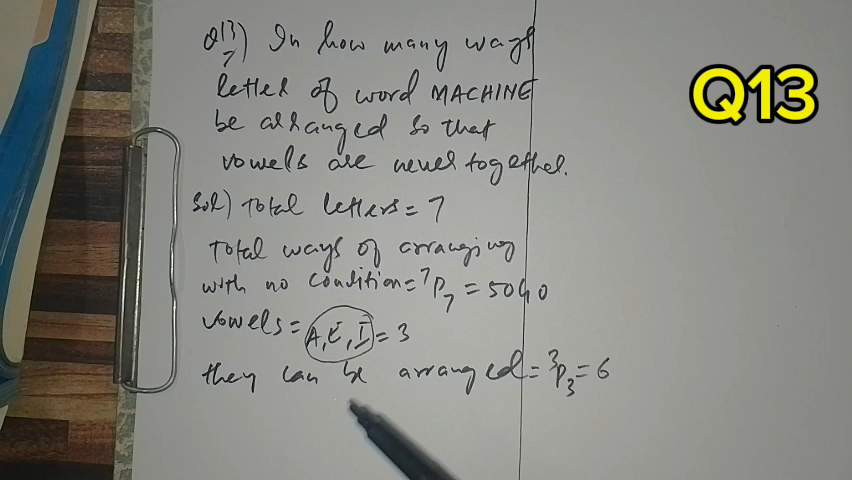 Q13) In how many ways
letter of word MACHINE
be arranged so that
vowels are never together.
Sol) Total letters = 7
Total ways of arranging
with no condition = ⁷P₇ = 5040
vowels = A, E, I = 3
they can be arranged = ³P₃ = 6
Q13